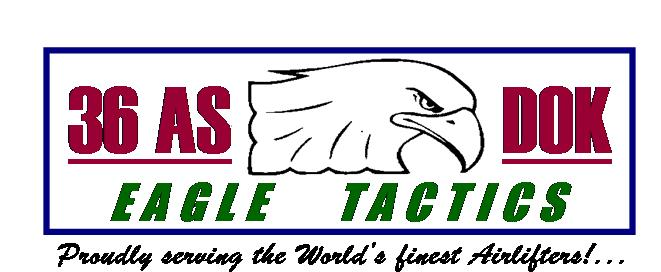 36 AS DOK
EAGLE TACTICS
Proudly serving the World's finest Airlifters!...